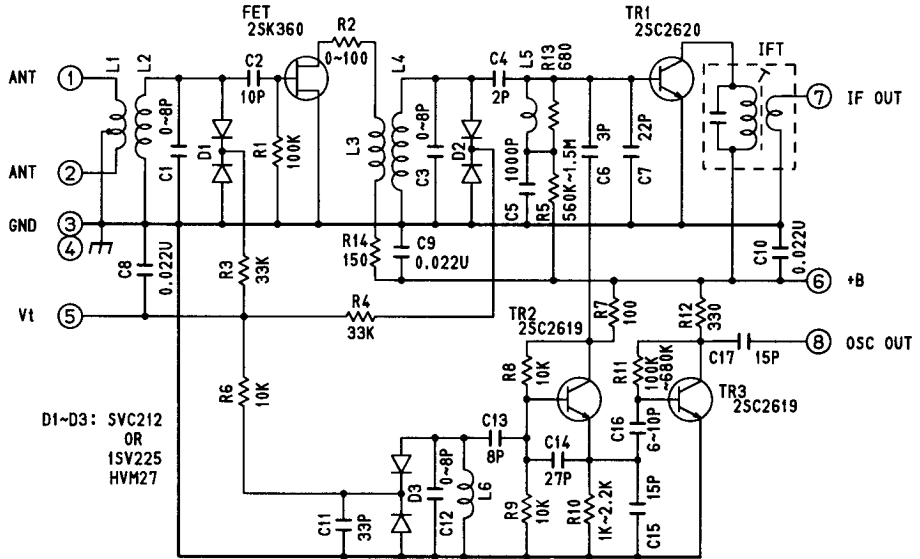 FET
2SK360
R2
0~100
TR1
2SC2620
ANT
1
L1
L2
0~8P
C1
C2
10P
D1
R1
100K
L3
L4
0~8P
C3
D2
C4
2P
L5
R13
680
1000P
C5
R5
560K~1.5M
3P
C6
22P
C7
IFT
7
IF OUT
ANT
2
GND
3
4
C8
0.022U
R3
33K
R14
150
C9
0.022U
C10
0.022U
6
+B
Vt
5
R4
33K
TR2
2SC2619
R7
100
R12
330
8
OSC OUT
C17
15P
R6
10K
R8
10K
R11
100K
~680K
TR3
2SC2619
D1~D3: SVC212
OR
1SV225
HVM27
C13
8P
C14
27P
C16
6~10P
C11
33P
D3
0~8P
C12
L6
R9
10K
R10
1K~2.2K
15P
C15